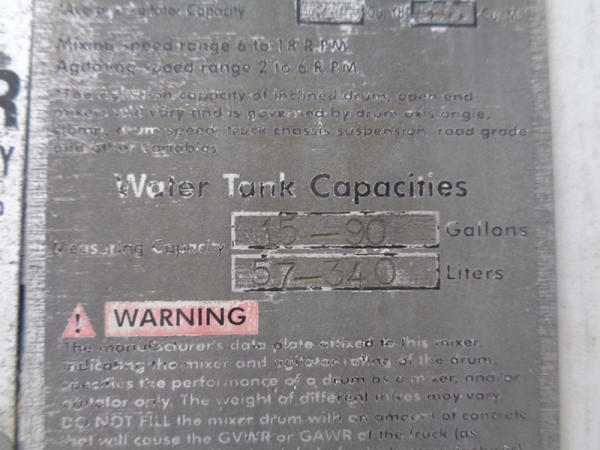 Agitator Capacity
Mixing speed range 6 to 18 R.P.M.
Agitating speed range 2 to 6 R.P.M.
capacity of inclined drum, open end
vary and is governed by drum axis angle,
drum speed, truck chassis suspension, road grade
and other variables
Water Tank Capacities
15-90 Gallons
Measuring Capacity
57-340 Liters
! WARNING
The manufacturer's data plate affixed to this mixer,
indicating the mixer and agitator rating of the drum,
specifies the performance of a drum as a mixer, and/or
agitator only. The weight of different mixes may vary.
DO NOT FILL the mixer drum with an amount of concrete
that will cause the GVWR or GAWR of the truck (as
R
Y